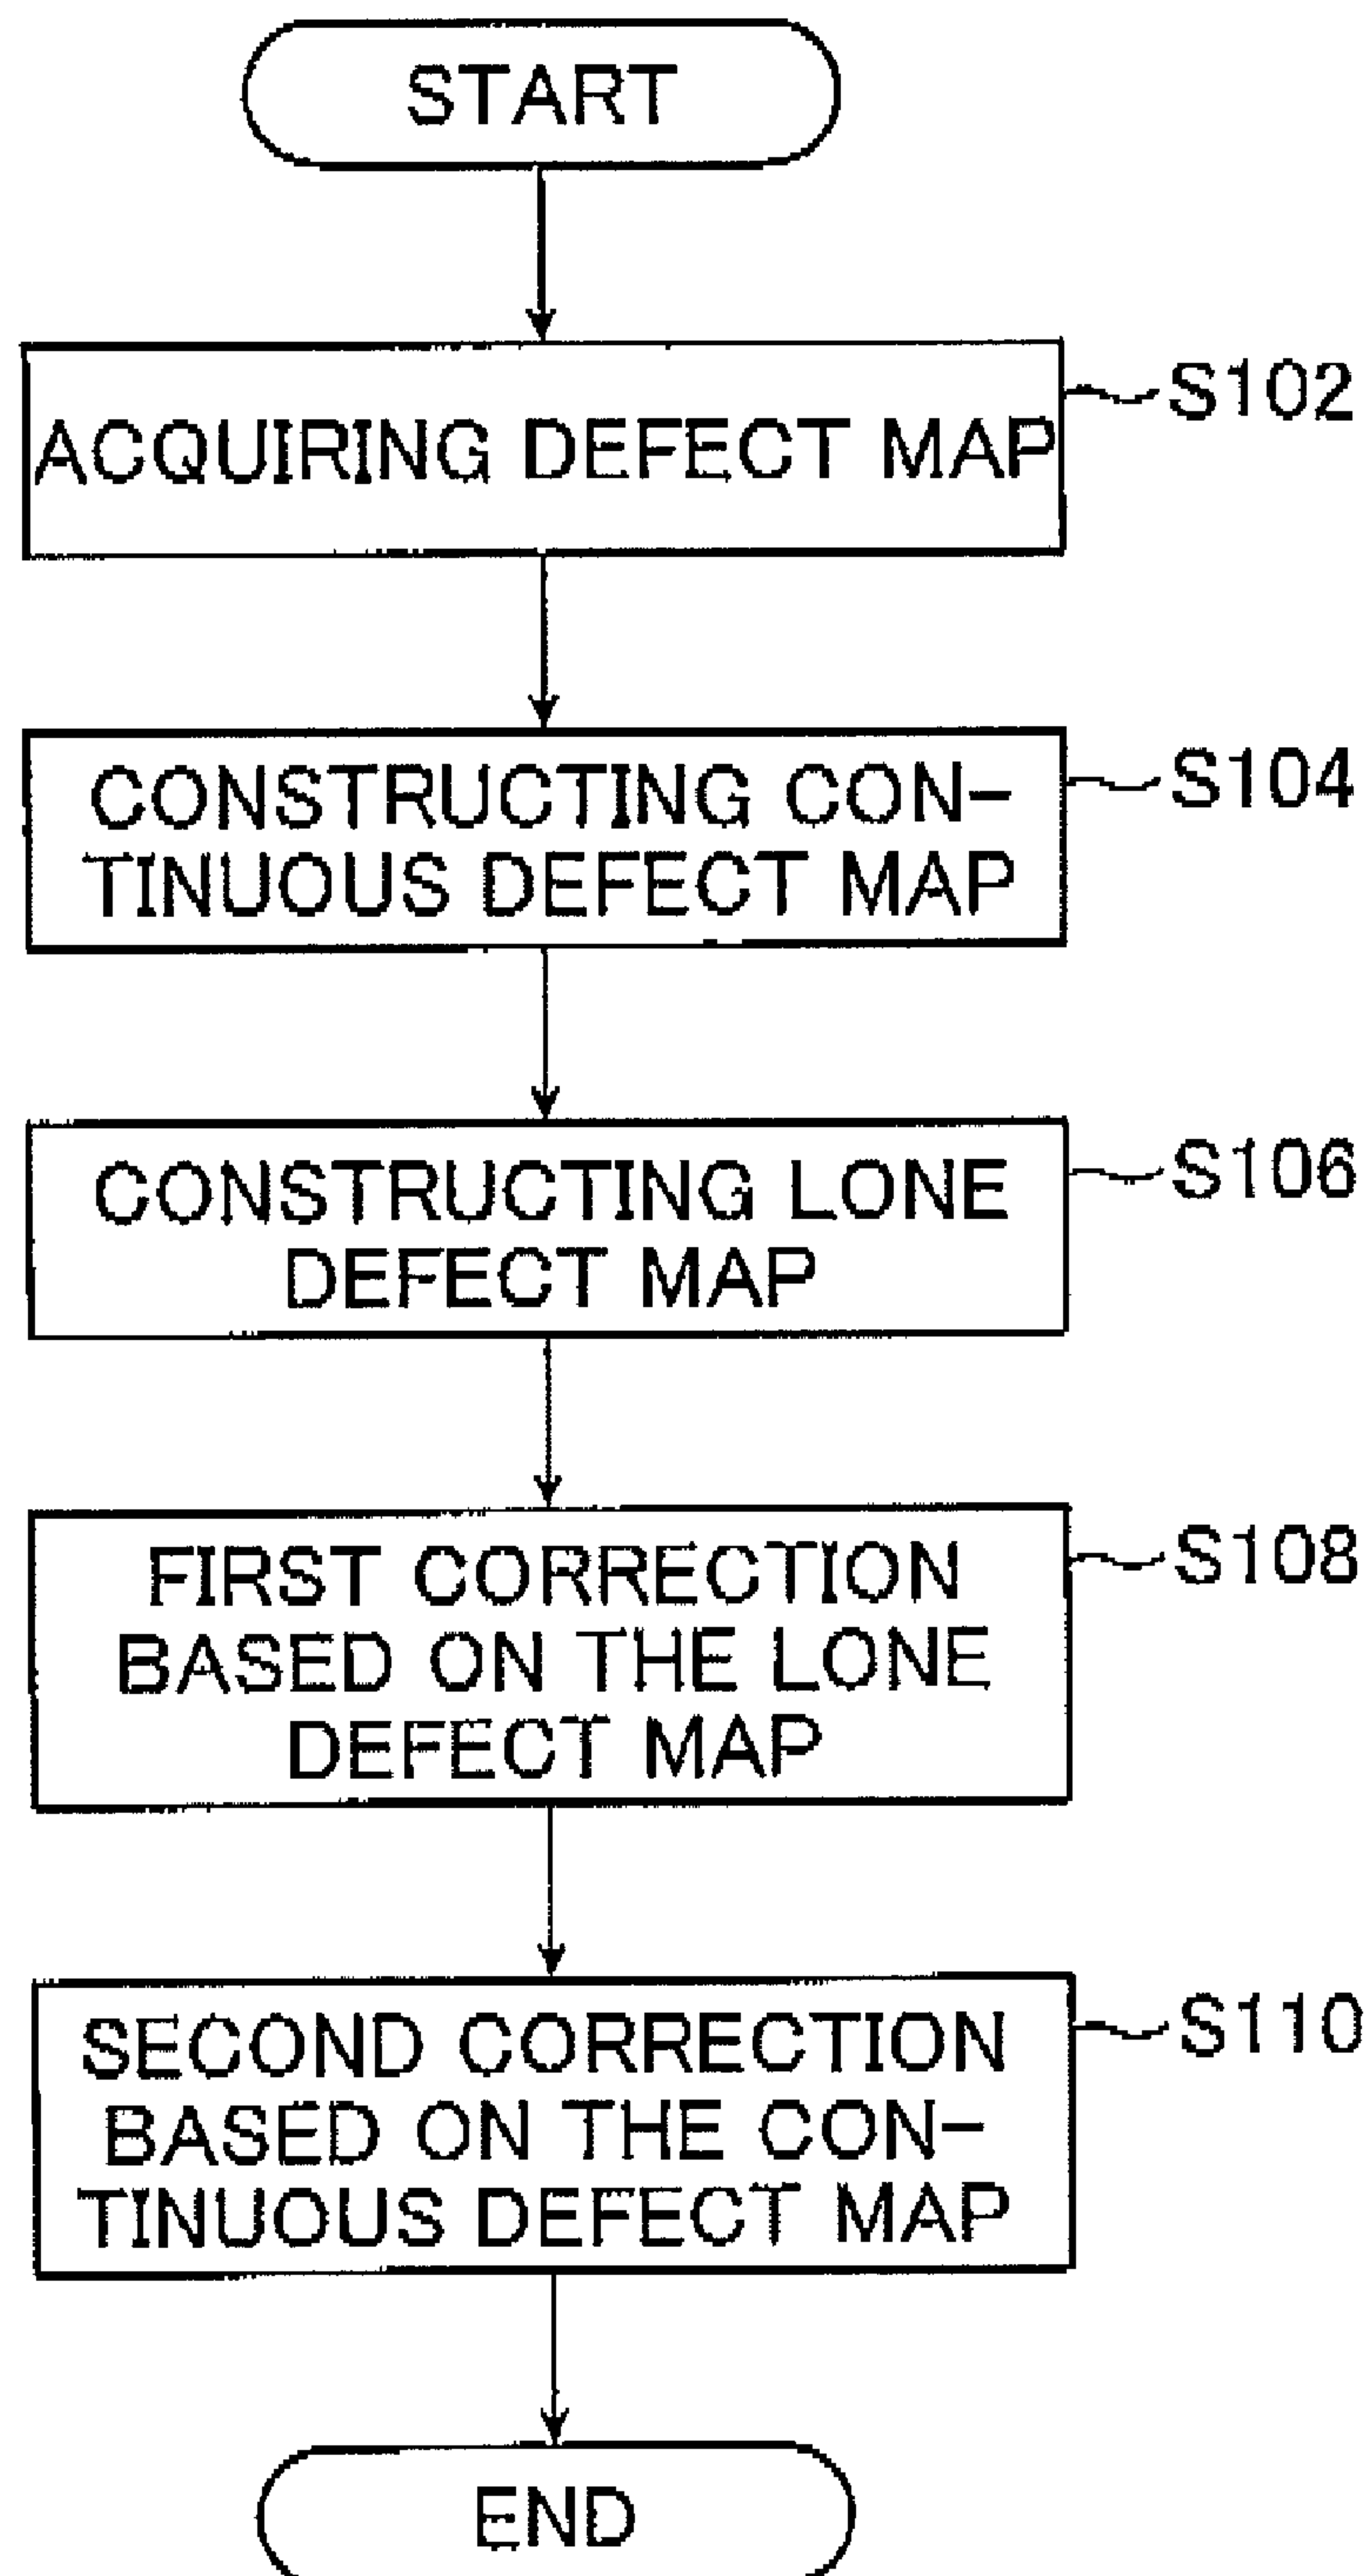 START
ACQUIRING DEFECT MAP
S102
CONSTRUCTING CON-
TINUOUS DEFECT MAP
S104
CONSTRUCTING LONE
DEFECT MAP
S106
FIRST CORRECTION
BASED ON THE LONE
DEFECT MAP
S108
SECOND CORRECTION
BASED ON THE CON-
TINUOUS DEFECT MAP
S110
END